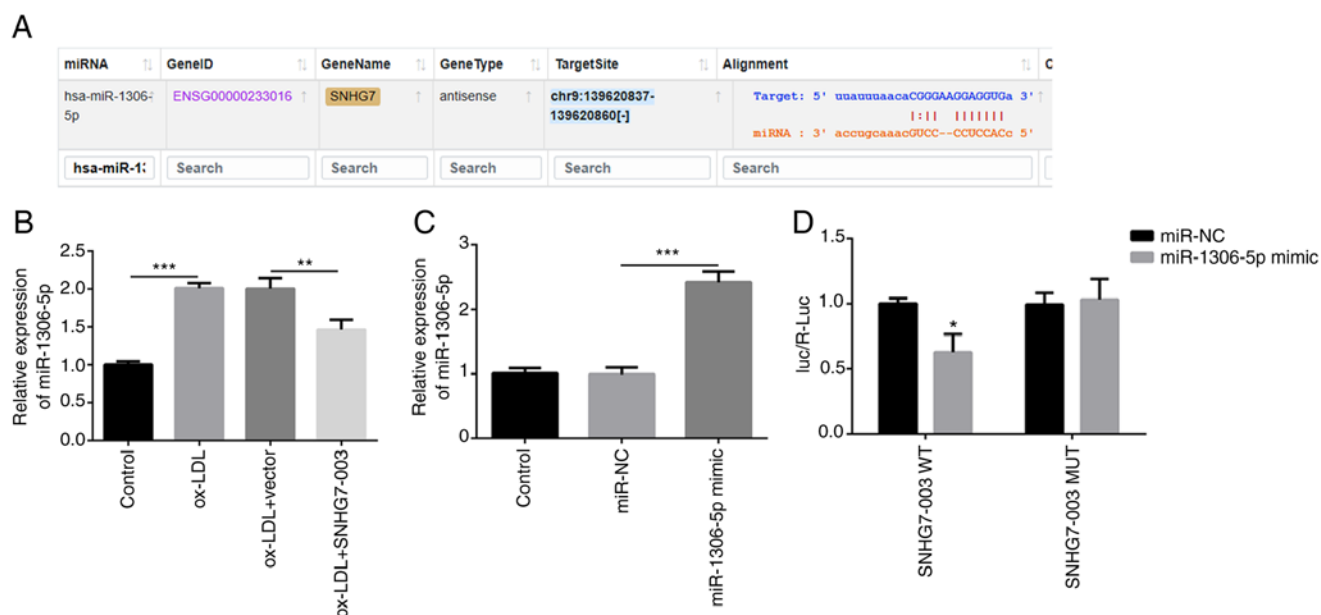 A
miRNA GeneID GeneName GeneType TargetSite Alignment
hsa-miR-1306- ENSG00000233016 SNHG7 antisense chr9:139620837- Target: 5' uuauuuaacaCGGGAAGGAGGUGa 3'
5p 139620860[-] |:|| |||||||
miRNA : 3' accugcaaacGUCC--CCUCCACc 5'
hsa-miR-1 Search Search Search Search Search
B
Relative expression
of miR-1306-5p
2.5
2.0
1.5
1.0
0.5
0.0
***
**
Control
ox-LDL
ox-LDL+vector
ox-LDL+SNHG7-003
C
Relative expression
of miR-1306-5p
3
2
1
0
***
Control
miR-NC
miR-1306-5p mimic
D
luc/R-Luc
1.5
1.0
0.5
0.0
*
SNHG7-003 WT
SNHG7-003 MUT
miR-NC
miR-1306-5p mimic